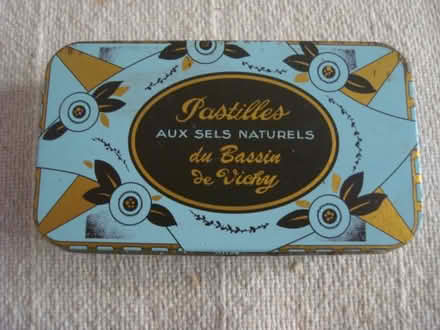 Pastilles
AUX SELS NATURELS
du Bassin
de Vichy